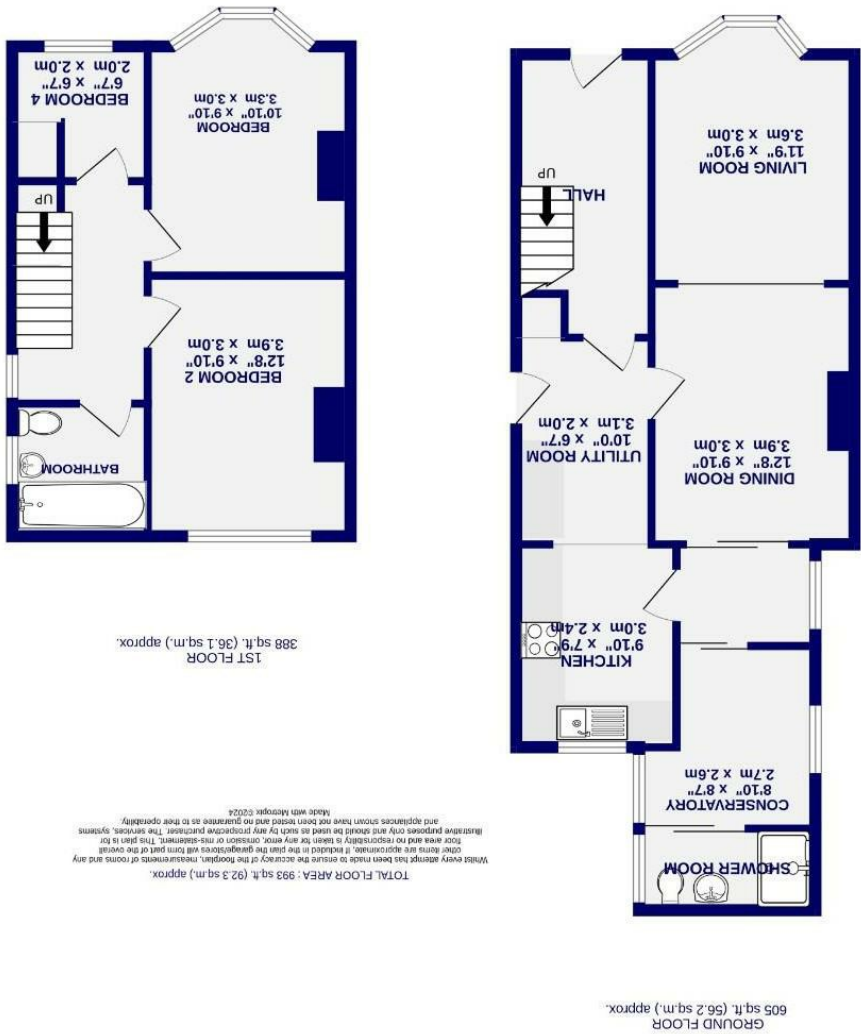 GROUND FLOOR
605 sq.ft. (56.2 sq.m.) approx.
SHOWER ROOM
CONSERVATORY
8'10" x 8'7"
2.7m x 2.6m
KITCHEN
9'10" x 7'9"
3.0m x 2.4m
DINING ROOM
12'8" x 9'10"
3.9m x 3.0m
UTILITY ROOM
10'0" x 6'7"
3.1m x 2.0m
HALL
UP
LIVING ROOM
11'9" x 9'10"
3.6m x 3.0m
1ST FLOOR
388 sq.ft. (36.1 sq.m.) approx.
BATHROOM
BEDROOM 2
12'8" x 9'10"
3.9m x 3.0m
UP
BEDROOM
10'10" x 9'10"
3.3m x 3.0m
BEDROOM 4
6'7" x 6'7"
2.0m x 2.0m
TOTAL FLOOR AREA : 993 sq.ft. (92.3 sq.m.) approx.
Whilst every attempt has been made to ensure the accuracy of the floorplan, measurements of rooms and any
other items are approximate, If included in the plan the garage/stores will form part of the overall
floor area and no responsibility is taken for any error, omission or mis-statement. This plan is for
illustrative purposes only and should be used as such by any prospective purchaser. The services, systems
and appliances shown have not been tested and no guarantee as to their operability.
Made with Metropix ©2024